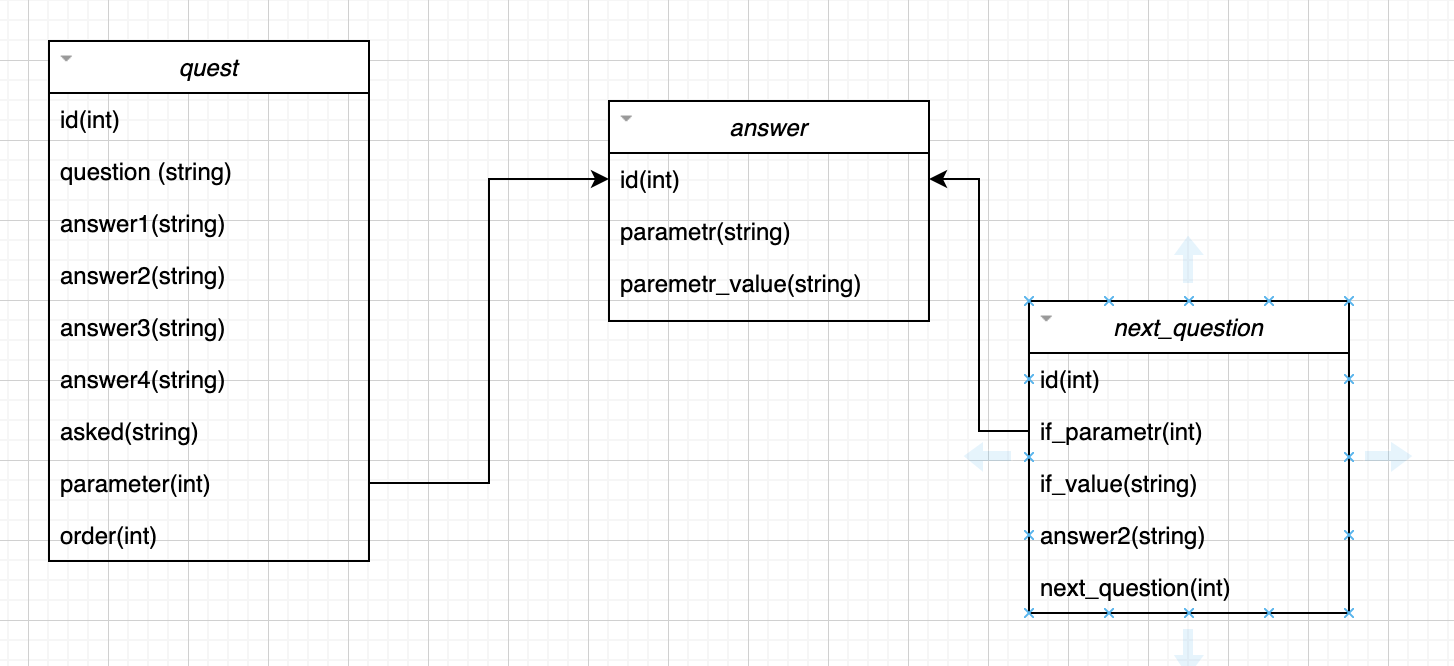 quest
id(int)
question (string)
answer1(string)
answer2(string)
answer3(string)
answer4(string)
asked(string)
parameter(int)
order(int)
answer
id(int)
parametr(string)
paremetr_value(string)
next_question
id(int)
if_parametr(int)
if_value(string)
answer2(string)
next_question(int)